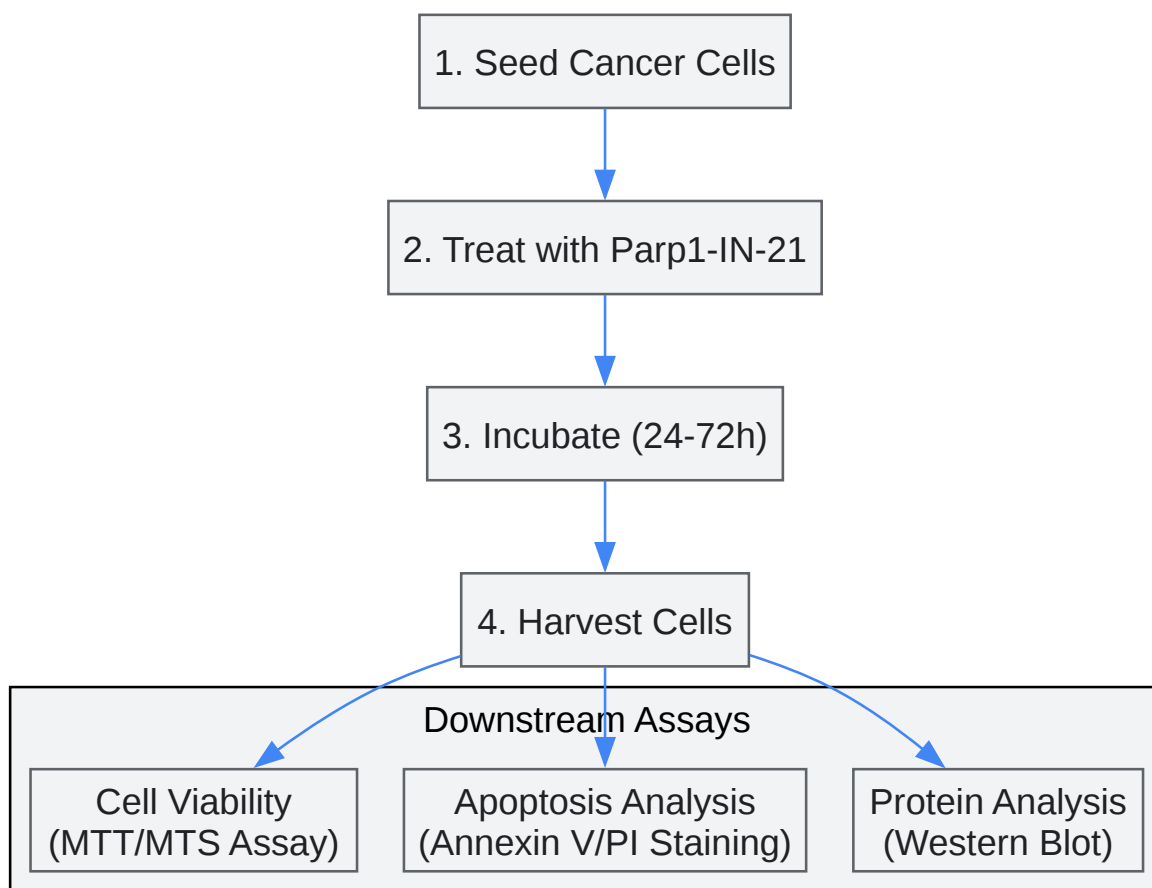 1. Seed Cancer Cells
2. Treat with Parp1-IN-21
3. Incubate (24-72h)
4. Harvest Cells
Downstream Assays
Cell Viability
(MTT/MTS Assay)
Apoptosis Analysis
(Annexin V/PI Staining)
Protein Analysis
(Western Blot)